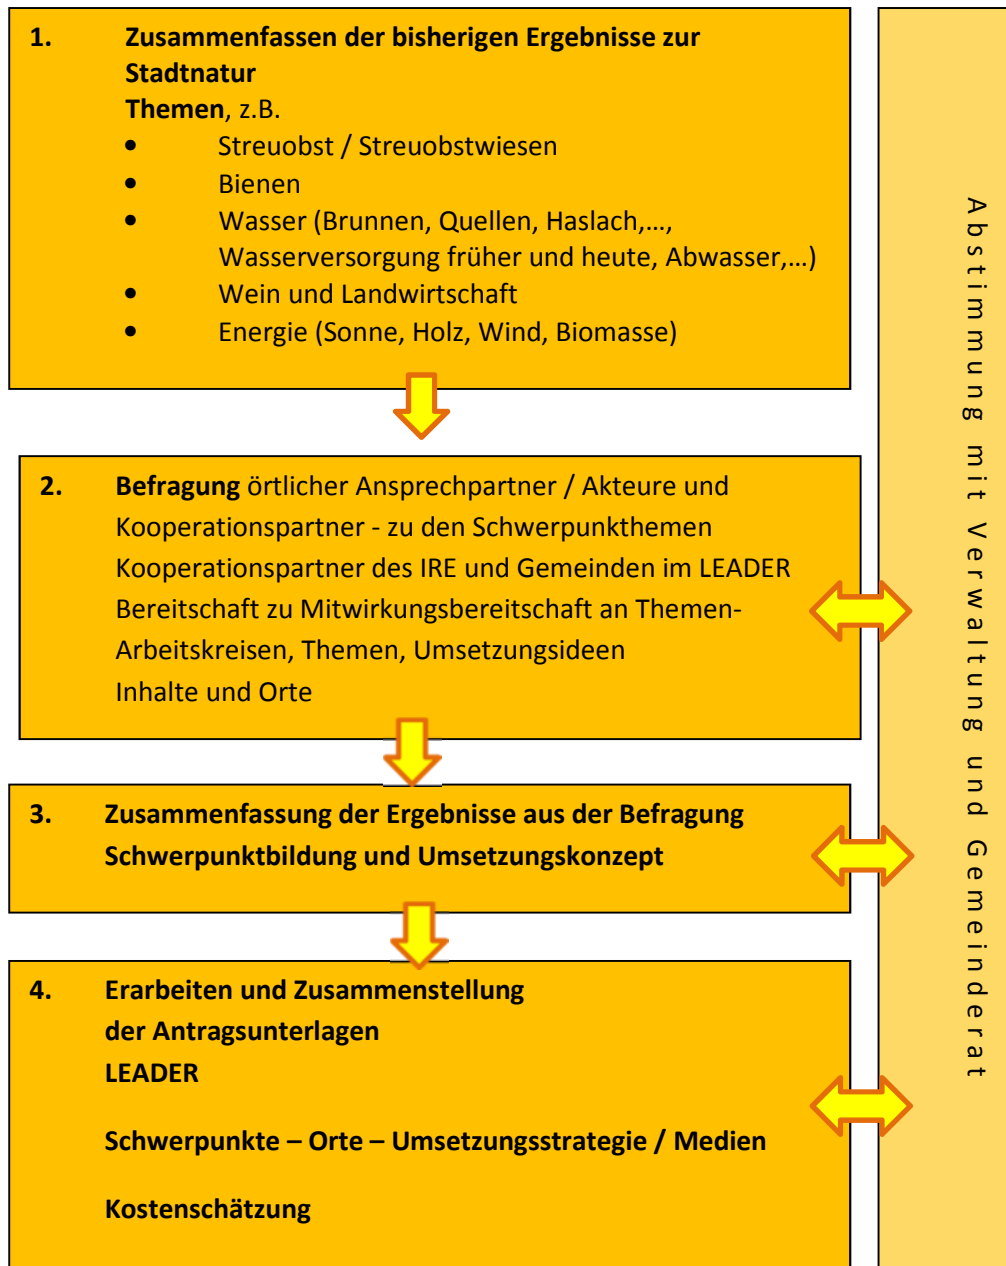 1. Zusammenfassen der bisherigen Ergebnisse zur
Stadtnatur
Themen, z.B.
• Streuobst / Streuobstwiesen
• Bienen
• Wasser (Brunnen, Quellen, Haslach,…,
Wasserversorgung früher und heute, Abwasser,…)
• Wein und Landwirtschaft
• Energie (Sonne, Holz, Wind, Biomasse)
2. Befragung örtlicher Ansprechpartner / Akteure und
Kooperationspartner - zu den Schwerpunkthemen
Kooperationspartner des IRE und Gemeinden im LEADER
Bereitschaft zu Mitwirkungsbereitschaft an Themen-
Arbeitskreisen, Themen, Umsetzungsideen
Inhalte und Orte
3. Zusammenfassung der Ergebnisse aus der Befragung
Schwerpunktbildung und Umsetzungskonzept
4. Erarbeiten und Zusammenstellung
der Antragsunterlagen
LEADER
Schwerpunkte – Orte – Umsetzungsstrategie / Medien
Kostenschätzung
Abstimmung mit Verwaltung und Gemeinderat